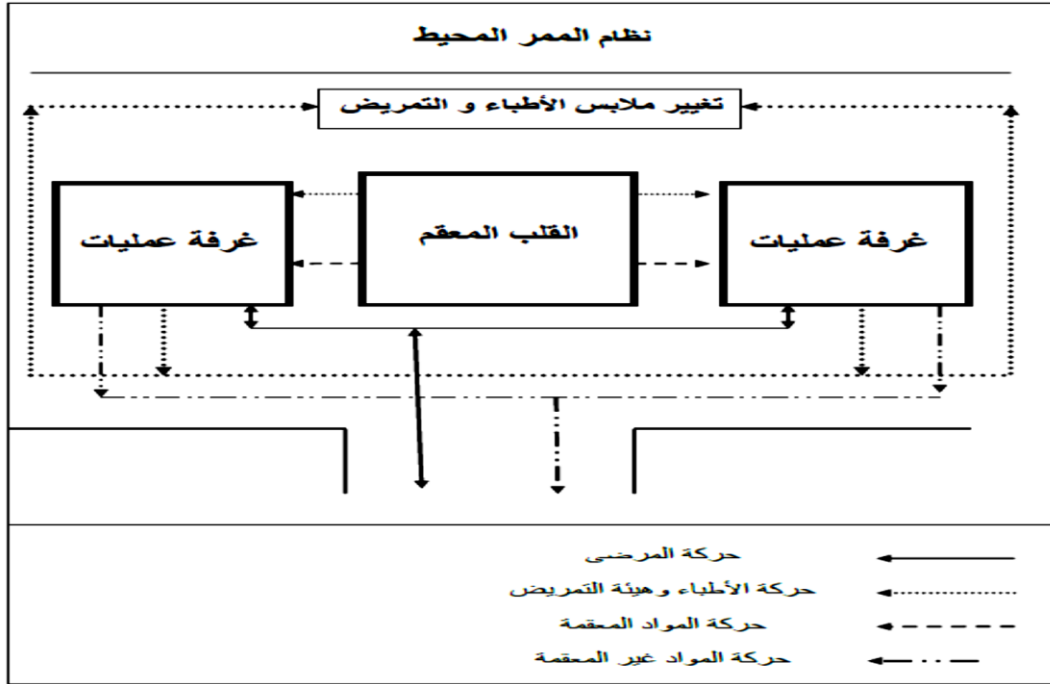 نظام الممر المحيط
تغيير ملابس الأطباء و التمريض
غرفة عمليات
القلب المعقم
غرفة عمليات
حركة المرضى
حركة الأطباء وهيئة التمريض
حركة المواد المعقمة
حركة المواد غير المعقمة